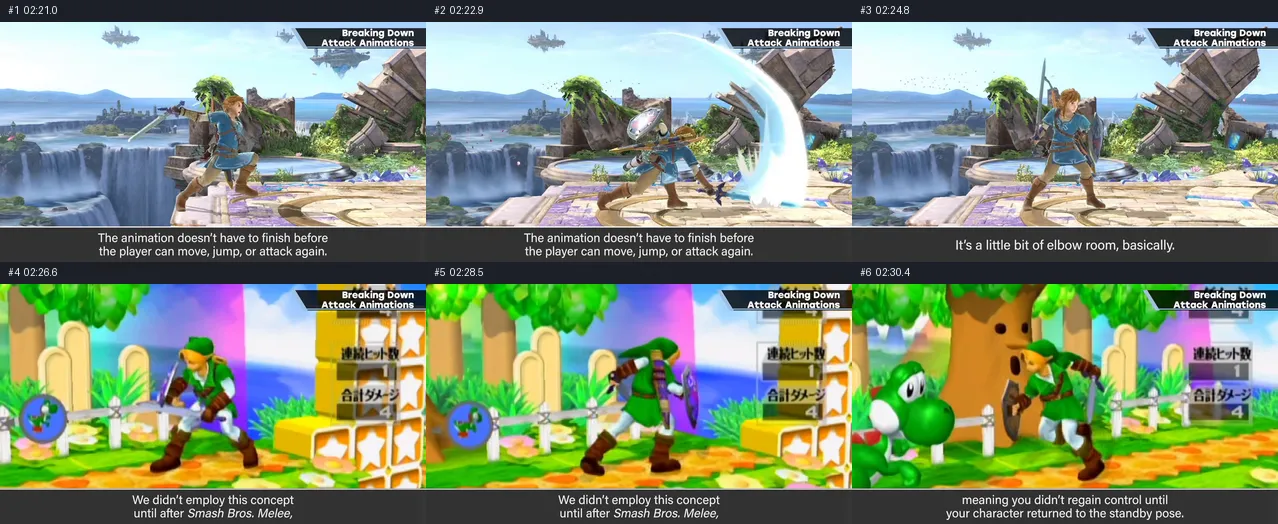 #1 02:21.0
Breaking Down
Attack Animations
The animation doesn't have to finish before
the player can move, jump, or attack again.
#2 02:22.9
Breaking Down
Attack Animations
The animation doesn't have to finish before
the player can move, jump, or attack again.
#3 02:24.8
Breaking Down
Attack Animations
It's a little bit of elbow room, basically.
#4 02:26.6
Breaking Down
Attack Animations
連続ヒット数
1
合計ダメージ
4
We didn't employ this concept
until after Smash Bros. Melee,
#5 02:28.5
Breaking Down
Attack Animations
連続ヒット数
1
合計ダメージ
4
We didn't employ this concept
until after Smash Bros. Melee,
#6 02:30.4
Breaking Down
Attack Animations
連続ヒット数
1
合計ダメージ
4
meaning you didn't regain control until
your character returned to the standby pose.